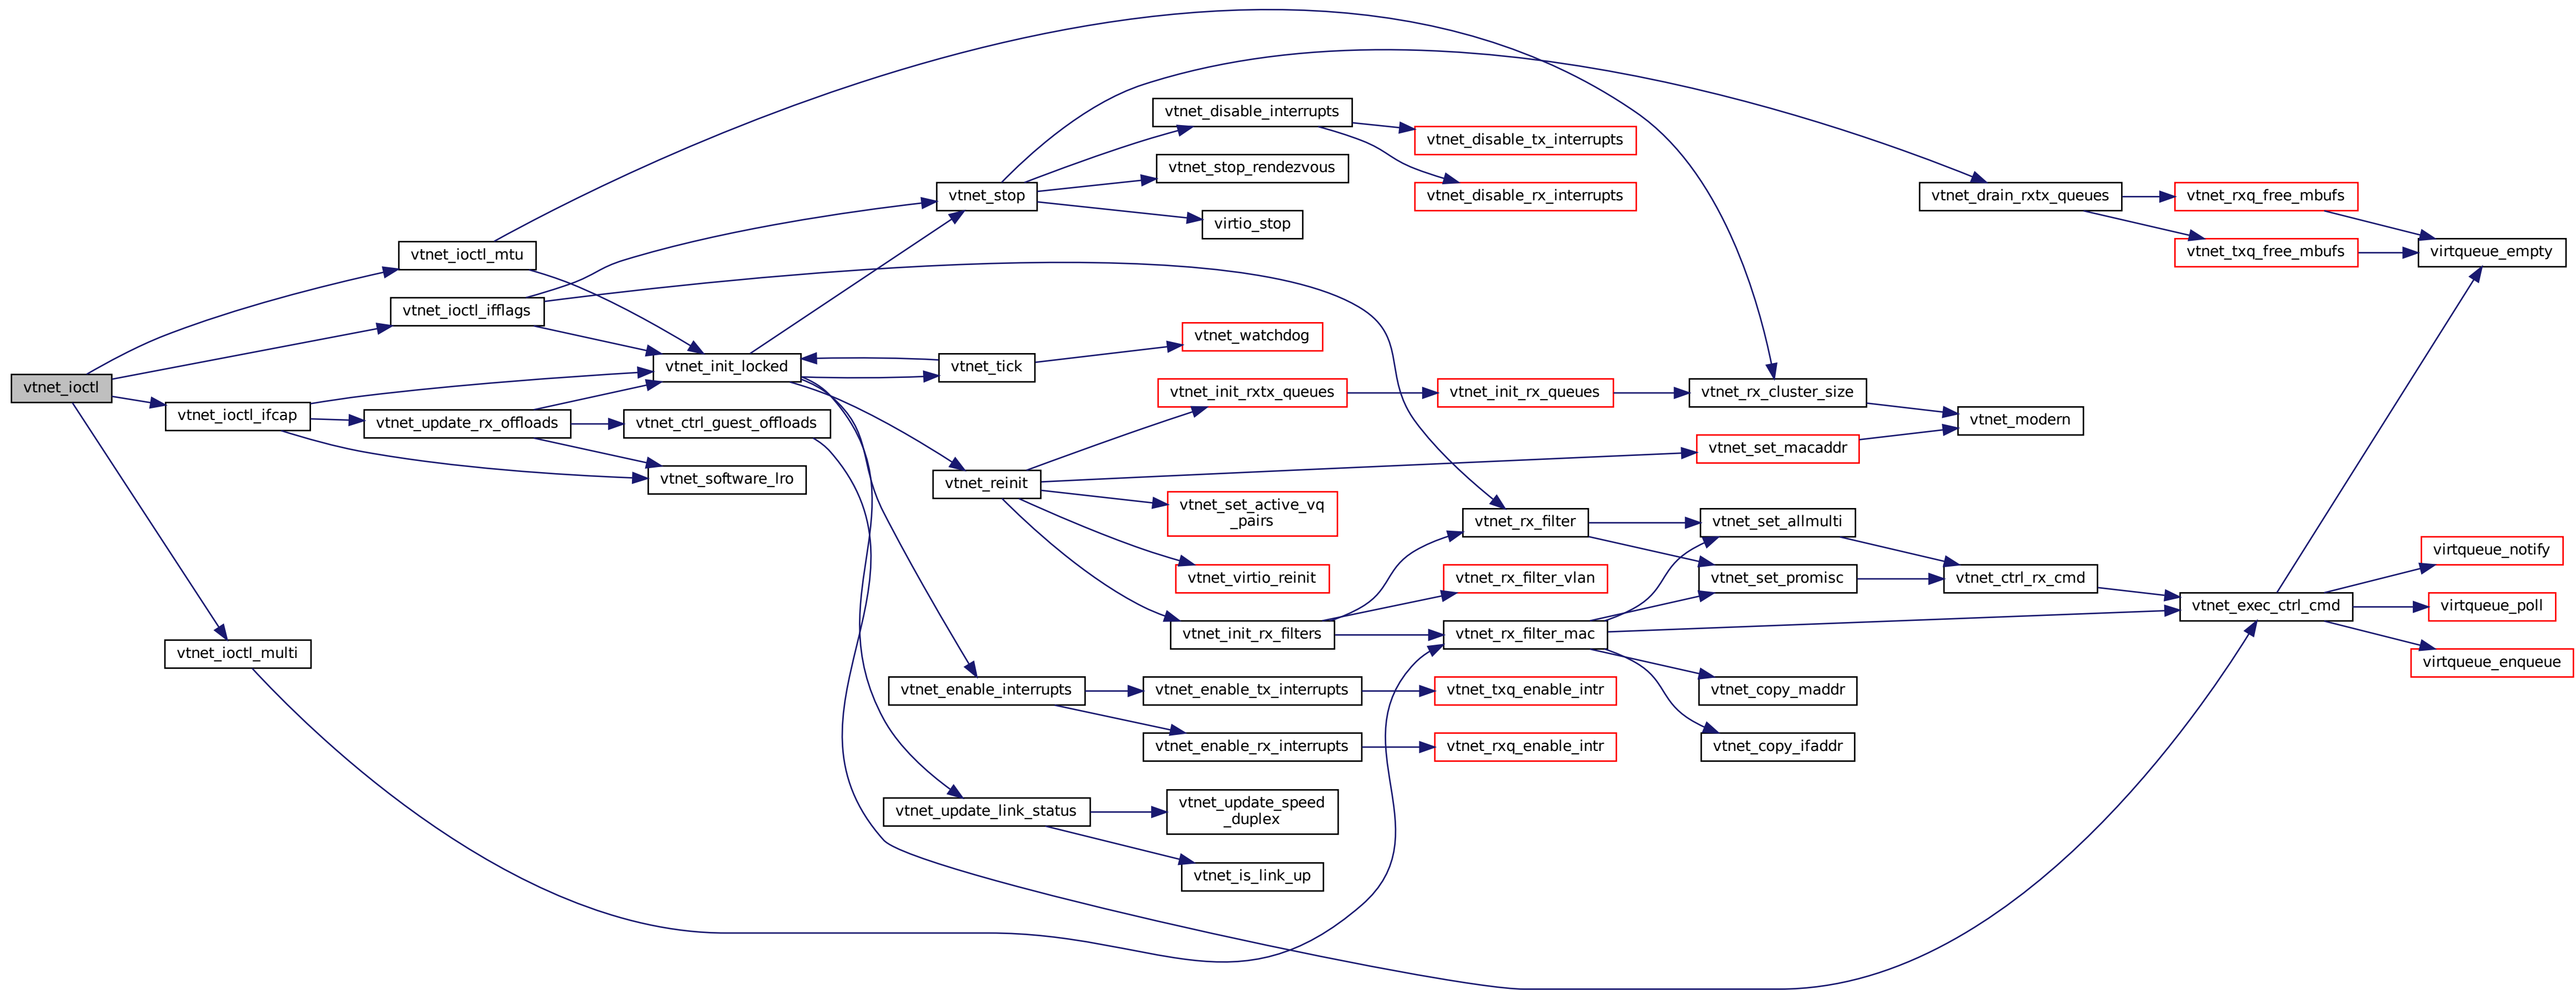 vtnet_ioctl
vtnet_ioctl_mtu
vtnet_ioctl_ifflags
vtnet_ioctl_ifcap
vtnet_ioctl_multi
vtnet_update_rx_offloads
vtnet_init_locked
vtnet_ctrl_guest_offloads
vtnet_software_lro
vtnet_stop
vtnet_tick
vtnet_reinit
vtnet_enable_interrupts
vtnet_update_link_status
vtnet_disable_interrupts
vtnet_stop_rendezvous
virtio_stop
vtnet_watchdog
vtnet_init_rxtx_queues
vtnet_set_active_vq
_pairs
vtnet_virtio_reinit
vtnet_init_rx_filters
vtnet_enable_tx_interrupts
vtnet_enable_rx_interrupts
vtnet_update_speed
_duplex
vtnet_is_link_up
vtnet_disable_tx_interrupts
vtnet_disable_rx_interrupts
vtnet_init_rx_queues
vtnet_rx_filter
vtnet_rx_filter_vlan
vtnet_rx_filter_mac
vtnet_txq_enable_intr
vtnet_rxq_enable_intr
vtnet_rx_cluster_size
vtnet_set_macaddr
vtnet_set_allmulti
vtnet_set_promisc
vtnet_copy_maddr
vtnet_copy_ifaddr
vtnet_drain_rxtx_queues
vtnet_modern
vtnet_ctrl_rx_cmd
vtnet_rxq_free_mbufs
vtnet_txq_free_mbufs
vtnet_exec_ctrl_cmd
virtqueue_empty
virtqueue_notify
virtqueue_poll
virtqueue_enqueue